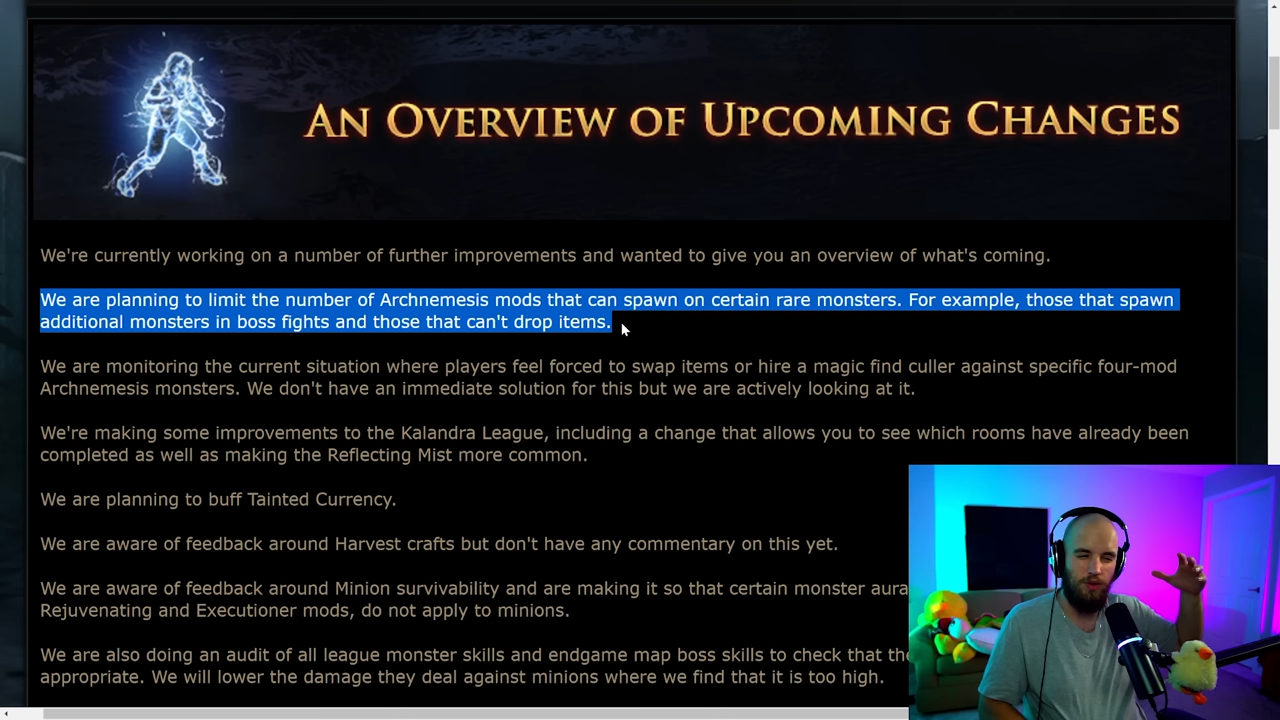 AN OVERVIEW OF UPCOMING CHANGES
We're currently working on a number of further improvements and wanted to give you an overview of what's coming.
We are planning to limit the number of Archnemesis mods that can spawn on certain rare monsters. For example, those that spawn
additional monsters in boss fights and those that can't drop items.
We are monitoring the current situation where players feel forced to swap items or hire a magic find culler against specific four-mod
Archnemesis monsters. We don't have an immediate solution for this but we are actively looking at it.
We're making some improvements to the Kalandra League, including a change that allows you to see which rooms have already been
completed as well as making the Reflecting Mist more common.
We are planning to buff Tainted Currency.
We are aware of feedback around Harvest crafts but don't have any commentary on this yet.
We are aware of feedback around Minion survivability and are making it so that certain monster aura
Rejuvenating and Executioner mods, do not apply to minions.
We are also doing an audit of all league monster skills and endgame map boss skills to check that the
appropriate. We will lower the damage they deal against minions where we find that it is too high.